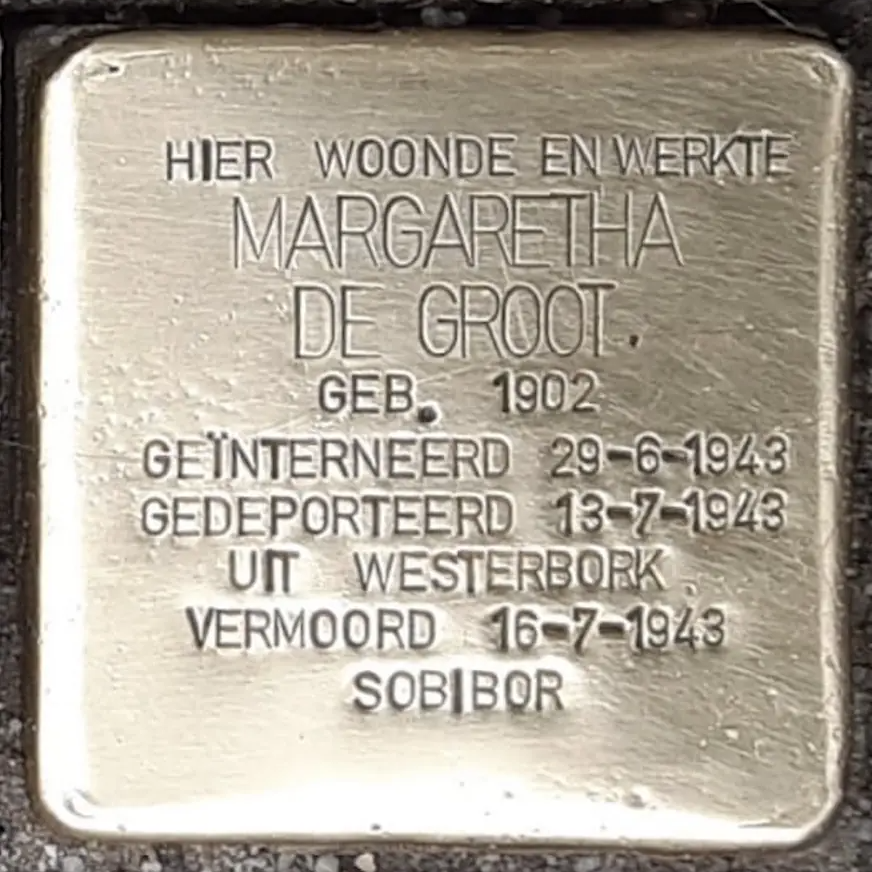 HIER WOONDE EN WERKTE
MARGARETHA
DE GROOT
GEB. 1902
GEÏNTERNEERD 29-6-1943
GEDEPORTEERD 13-7-1943
UIT WESTERBORK
VERMOORD 16-7-1943
SOBIBOR